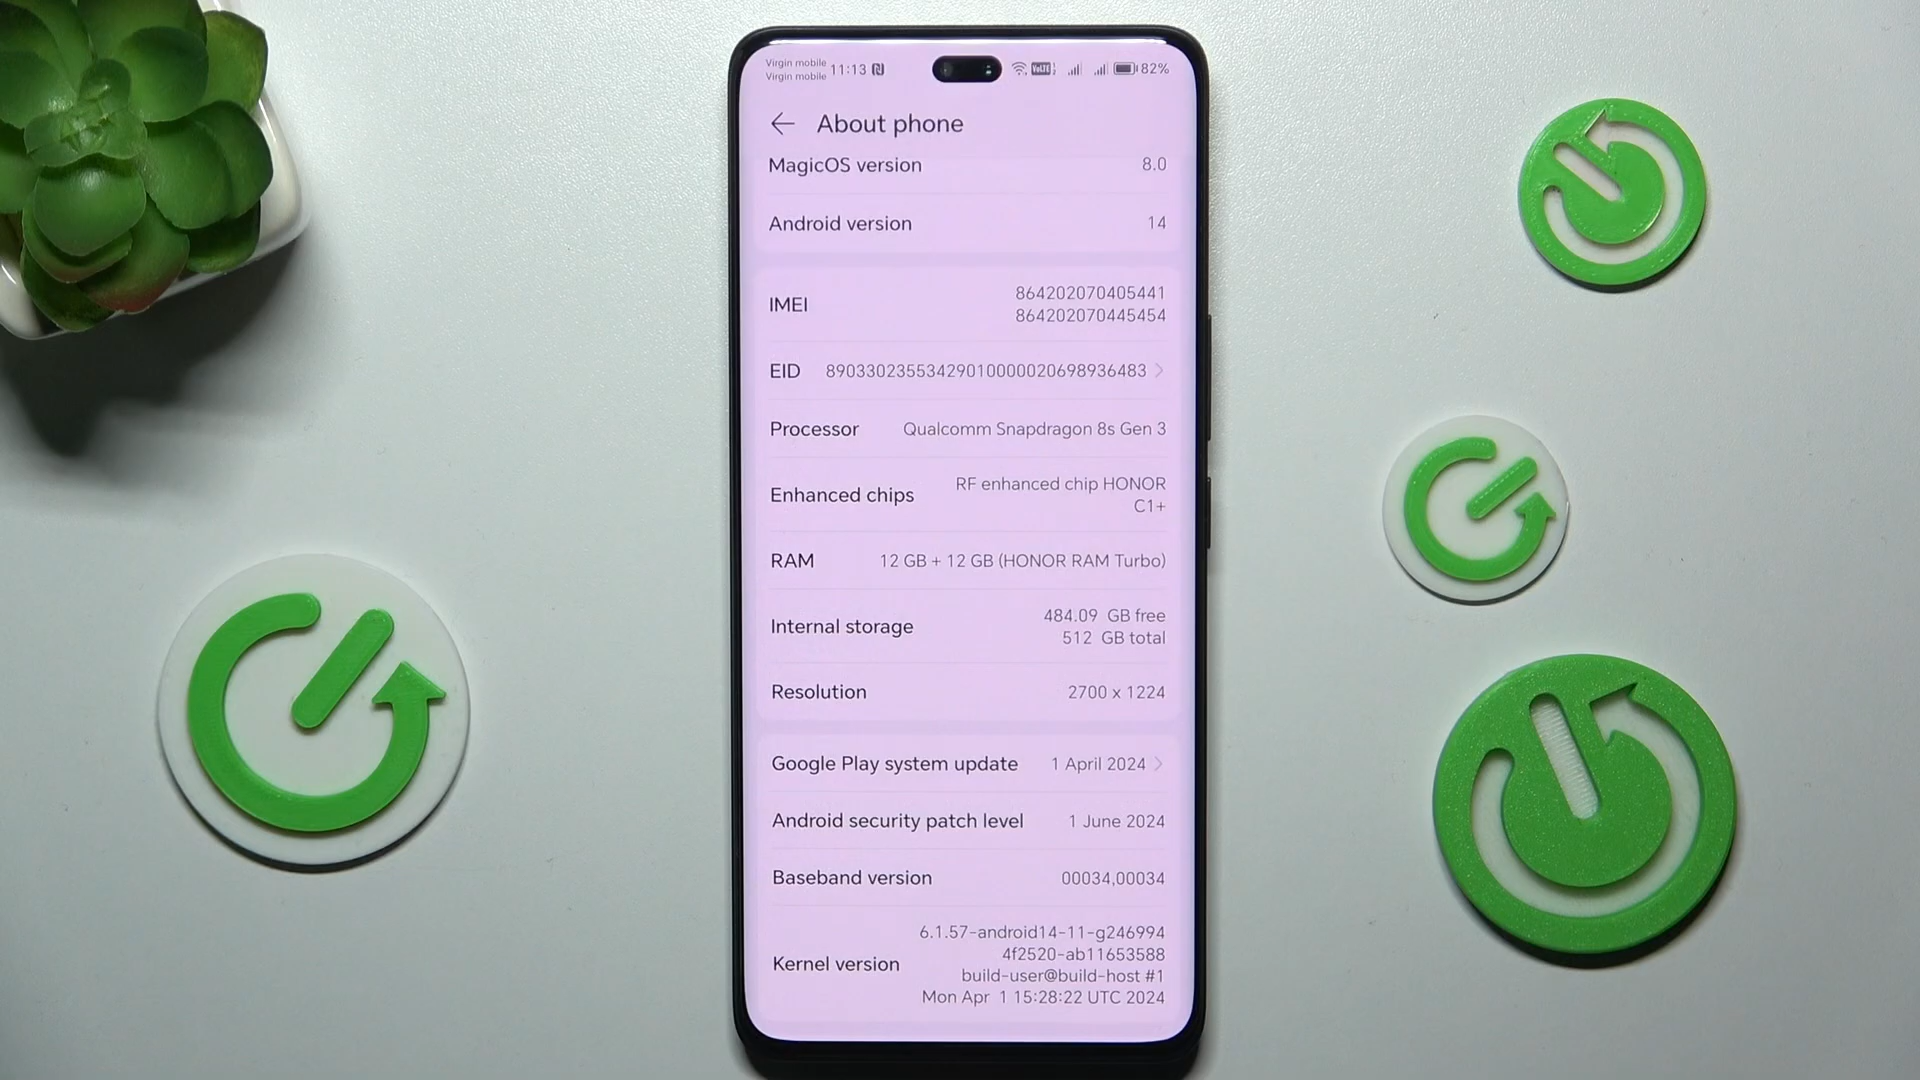 Virgin mobile
Virgin mobile
11:13
VoLTE
82%
About phone
MagicOS version 8.0
Android version 14
IMEI 864202070405441
864202070445454
EID 89033023553429010000020698936483
Processor Qualcomm Snapdragon 8s Gen 3
Enhanced chips RF enhanced chip HONOR
C1+
RAM 12 GB + 12 GB (HONOR RAM Turbo)
Internal storage 484.09 GB free
512 GB total
Resolution 2700 x 1224
Google Play system update 1 April 2024
Android security patch level 1 June 2024
Baseband version 00034,00034
Kernel version 6.1.57-android14-11-g246994
4f2520-ab11653588
build-user@build-host #1
Mon Apr 1 15:28:22 UTC 2024